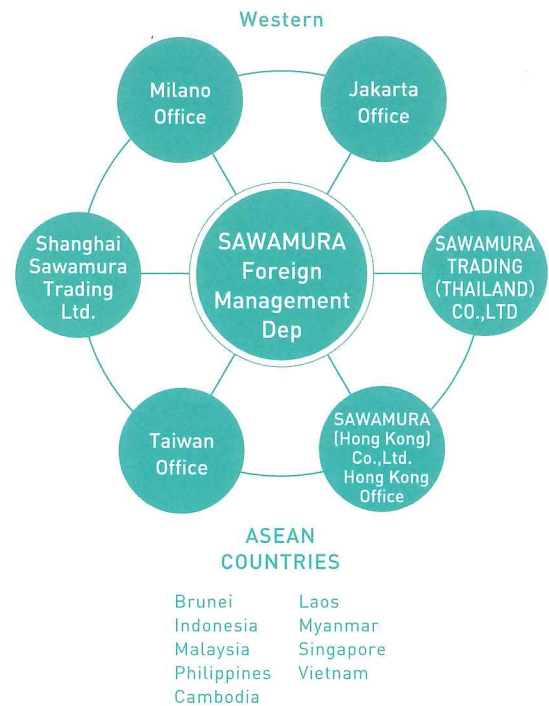 Western
Milano
Office
Jakarta
Office
Shanghai
Sawamura
Trading
Ltd.
SAWAMURA
Foreign
Management
Dep
SAWAMURA
TRADING
(THAILAND)
CO.,LTD
Taiwan
Office
SAWAMURA
(Hong Kong)
Co.,Ltd.
Hong Kong
Office
ASEAN
COUNTRIES
Brunei
Indonesia
Malaysia
Philippines
Cambodia
Laos
Myanmar
Singapore
Vietnam